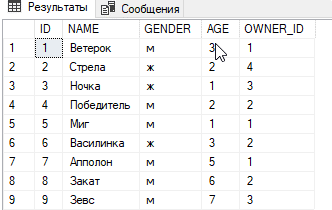 Результаты Сообщения
ID NAME GENDER AGE OWNER_ID
1 1 Ветерок м 3 1
2 2 Стрела ж 2 4
3 3 Ночка ж 1 3
4 4 Победитель м 2 2
5 5 Миг м 1 1
6 6 Василинка ж 3 2
7 7 Апполон м 5 1
8 8 Закат м 6 2
9 9 Зевс м 7 3